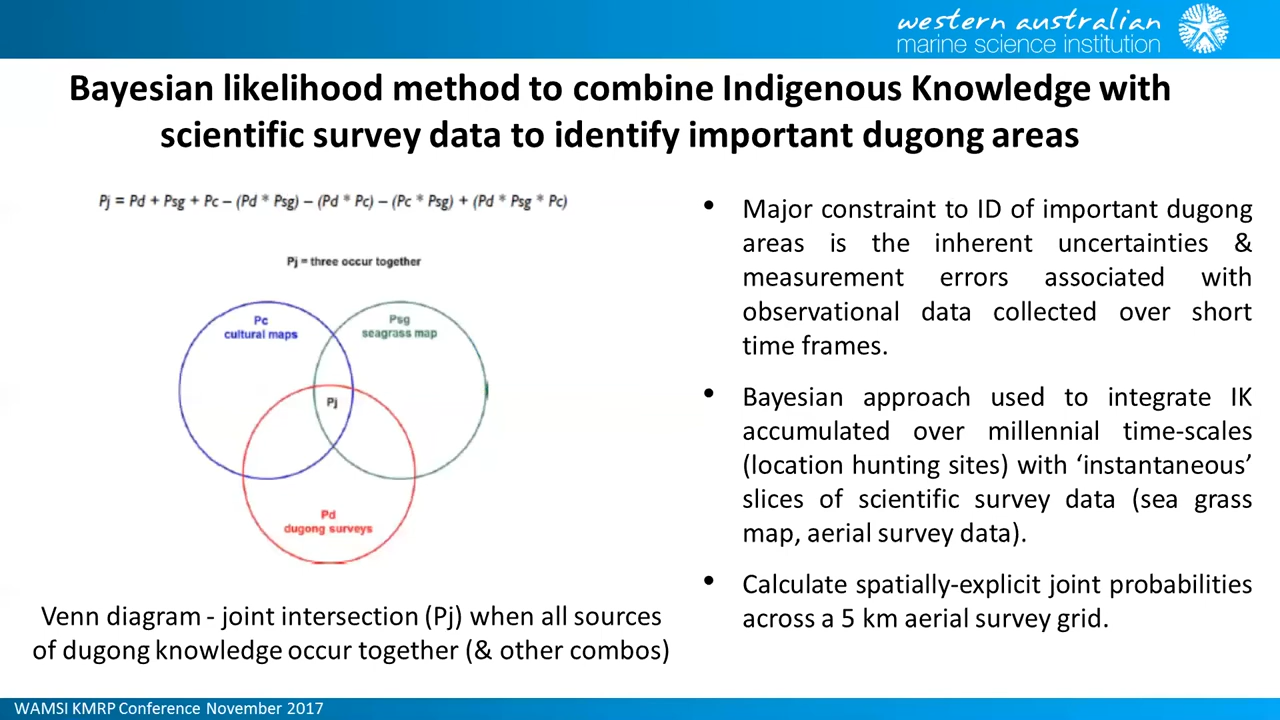 western australian
marine science institution
Bayesian likelihood method to combine Indigenous Knowledge with
scientific survey data to identify important dugong areas
Pj = Pd + Psg + Pc – (Pd * Psg) – (Pd * Pc) – (Pc * Psg) + (Pd * Psg * Pc)
Pj = three occur together
Pc
cultural maps
Psg
seagrass map
Pj
Pd
dugong surveys
Venn diagram - joint intersection (Pj) when all sources
of dugong knowledge occur together (& other combos)
• Major constraint to ID of important dugong
areas is the inherent uncertainties &
measurement errors associated with
observational data collected over short
time frames.
• Bayesian approach used to integrate IK
accumulated over millennial time-scales
(location hunting sites) with ‘instantaneous’
slices of scientific survey data (sea grass
map, aerial survey data).
• Calculate spatially-explicit joint probabilities
across a 5 km aerial survey grid.
WAMSI KMRP Conference November 2017